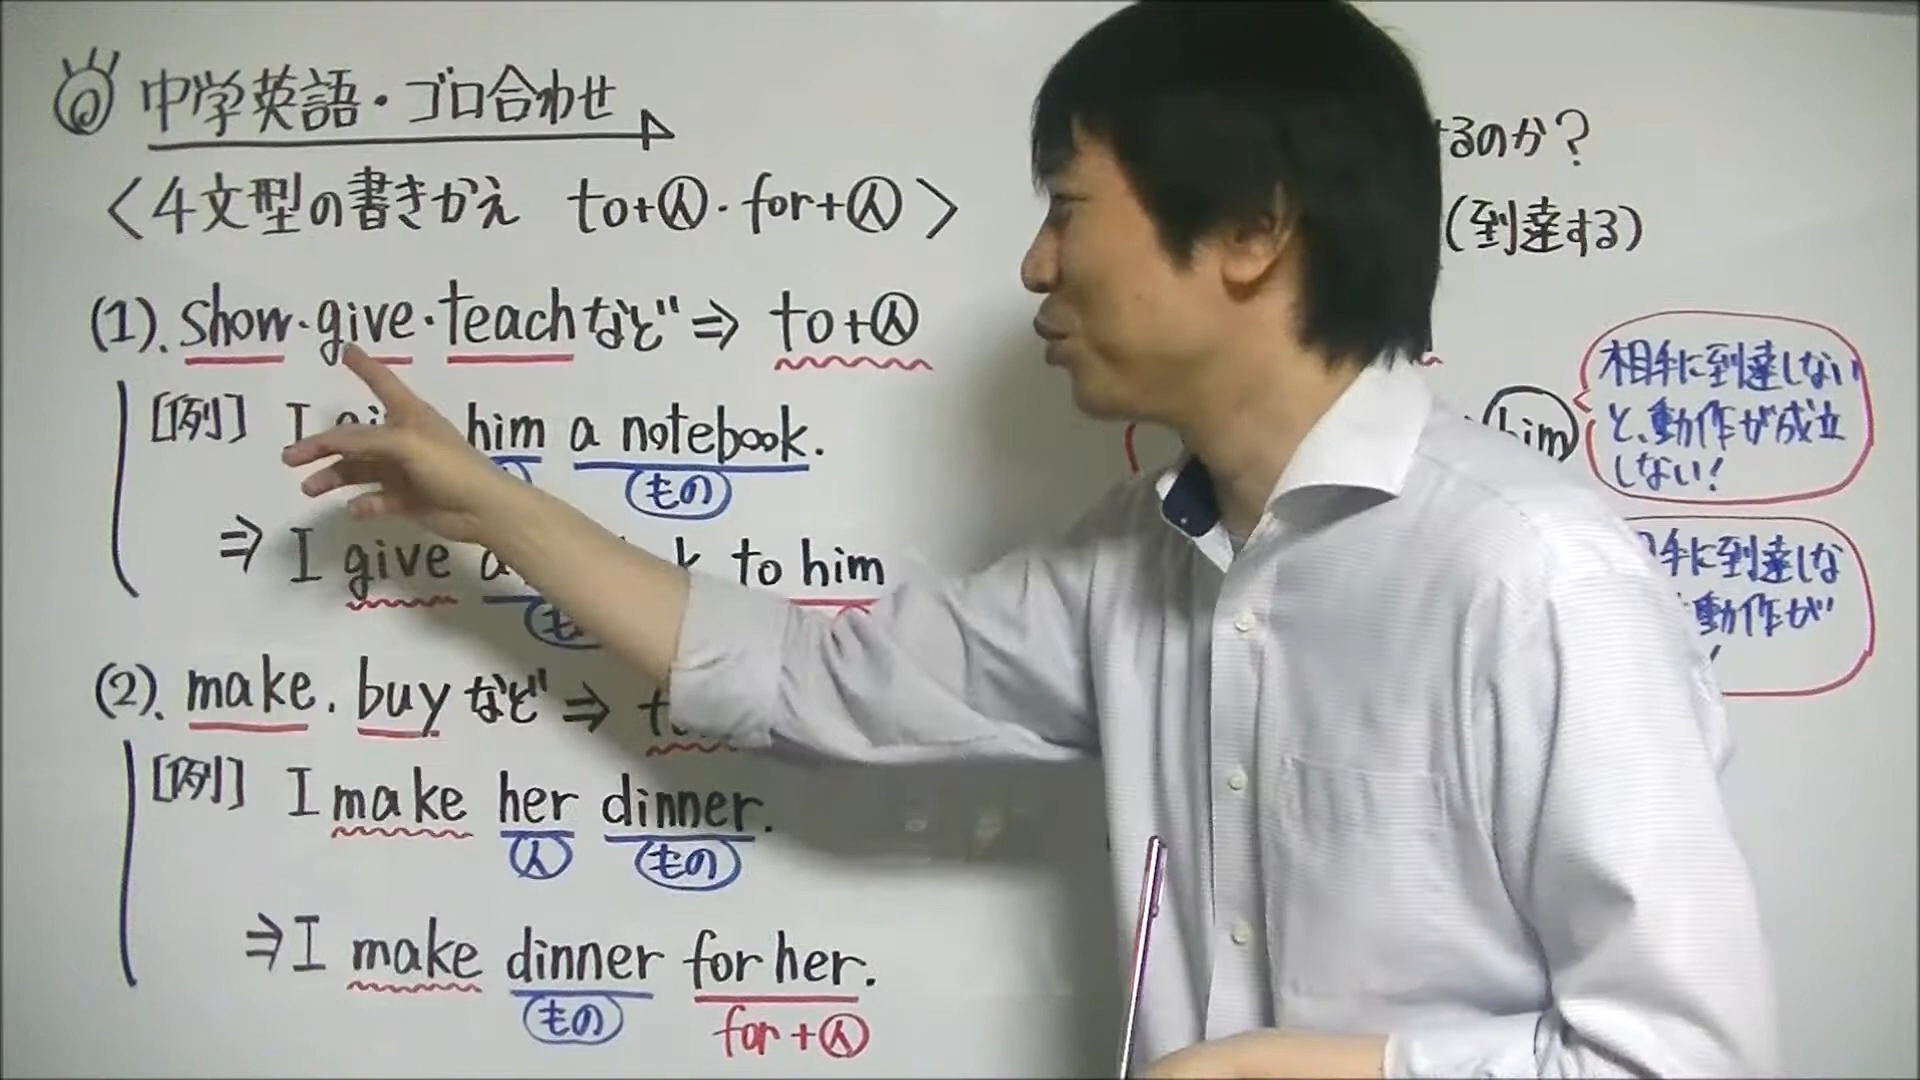 中学英語・ゴロ合わせ
<4文型の書きかえ to+人・for+人>
(1). show・give・teachなど⇒ to+人
[例] I him a notebook.
もの
⇒ I give to him
(2). make. buyなど⇒
[例] I make her dinner.
人 もの
⇒I make dinner for her.
もの for+人
るのか?
(到達する)
him
相手に到達しない
と、動作が成立
しない!
手に到達しな
動作が